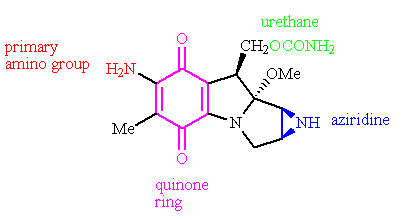 urethane
O
CH₂OCONH₂
primary
amino group
H₂N
OMe
NH aziridine
Me
N
O
quinone
ring